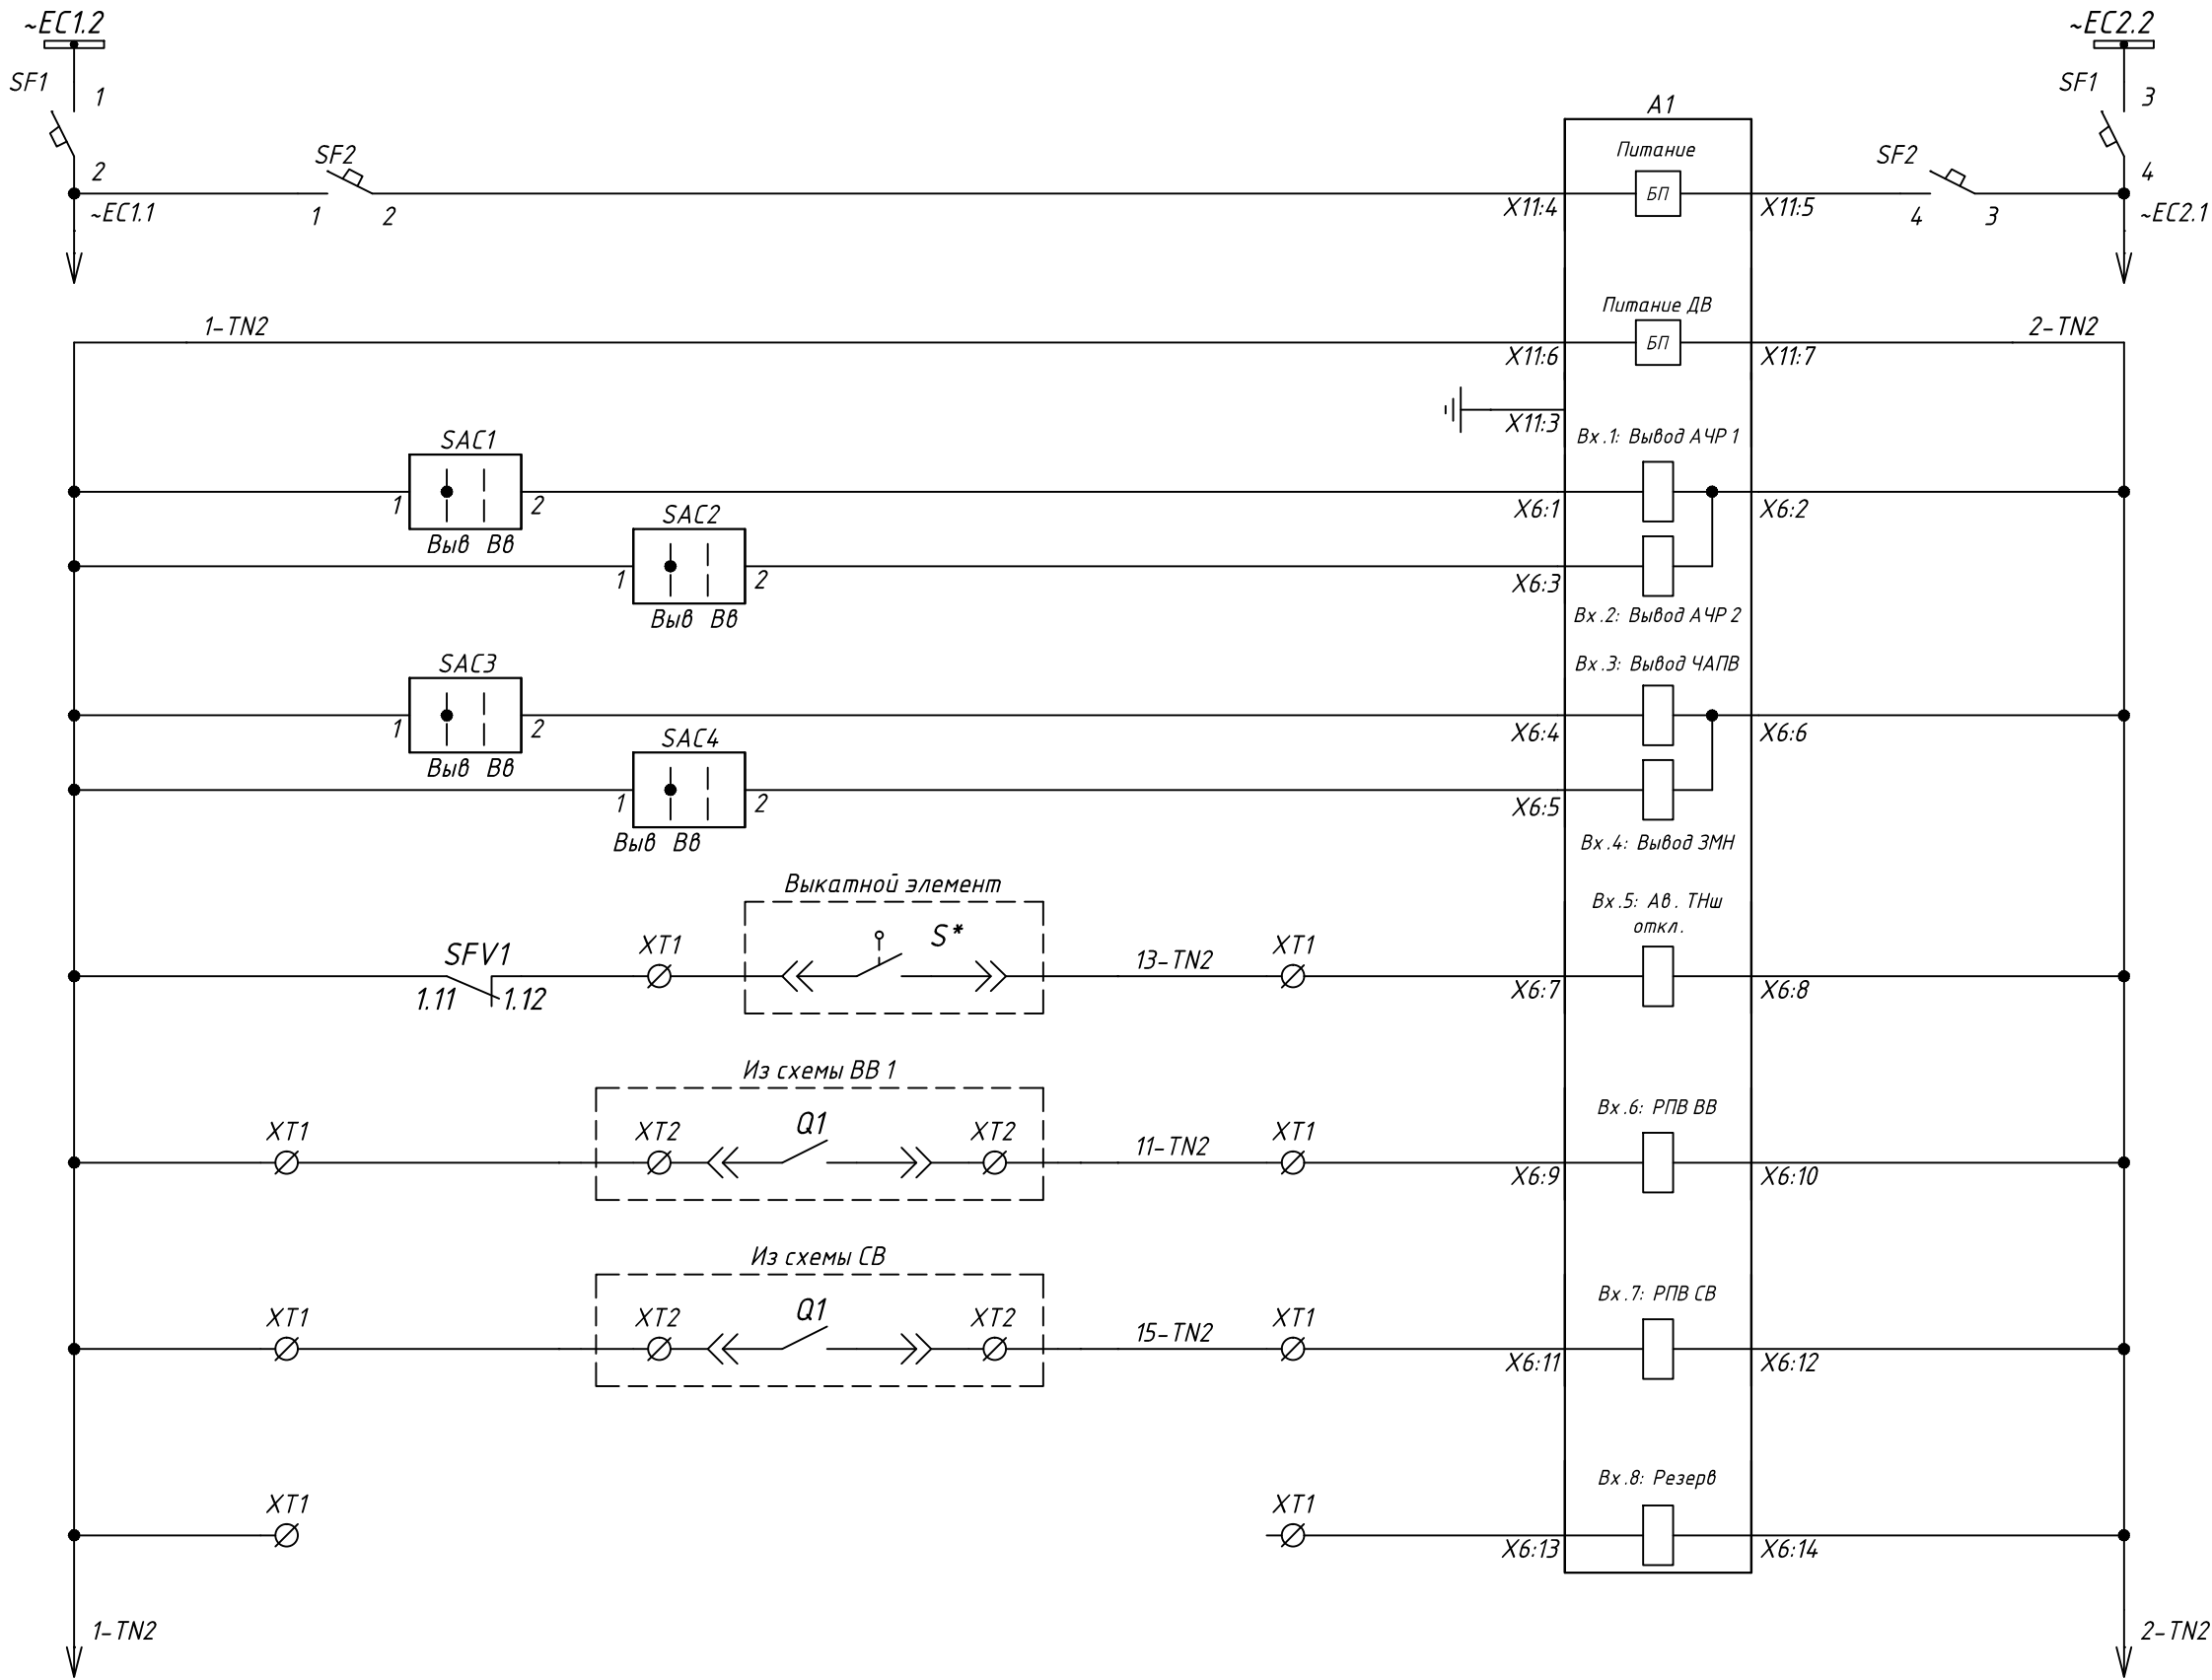 ~EC1.2
~EC2.2
SF1
1
SF1
3
A1
Питание
SF2
2
SF2
4
БП
~EC1.1
1
2
X11:4
X11:5
4
3
~EC2.1
Питание ДВ
1-TN2
2-TN2
БП
X11:6
X11:7
X11:3
SAC1
Вх.1: Вывод АЧР 1
1
2
X6:1
X6:2
Выв Вв
SAC2
1
2
X6:3
Выв Вв
Вх.2: Вывод АЧР 2
SAC3
Вх.3: Вывод ЧАПВ
1
2
X6:4
X6:6
Выв Вв
SAC4
1
2
X6:5
Выв Вв
Вх.4: Вывод ЗМН
Выкатной элемент
Вх.5: Ав. ТНш
откл.
SFV1
XT1
S*
13-TN2
XT1
1.11
1.12
X6:7
X6:8
Из схемы ВВ 1
Вх.6: РПВ ВВ
XT1
XT2
Q1
XT2
11-TN2
XT1
X6:9
X6:10
Из схемы СВ
Вх.7: РПВ СВ
XT1
XT2
Q1
XT2
15-TN2
XT1
X6:11
X6:12
Вх.8: Резерв
XT1
XT1
X6:13
X6:14
1-TN2
2-TN2